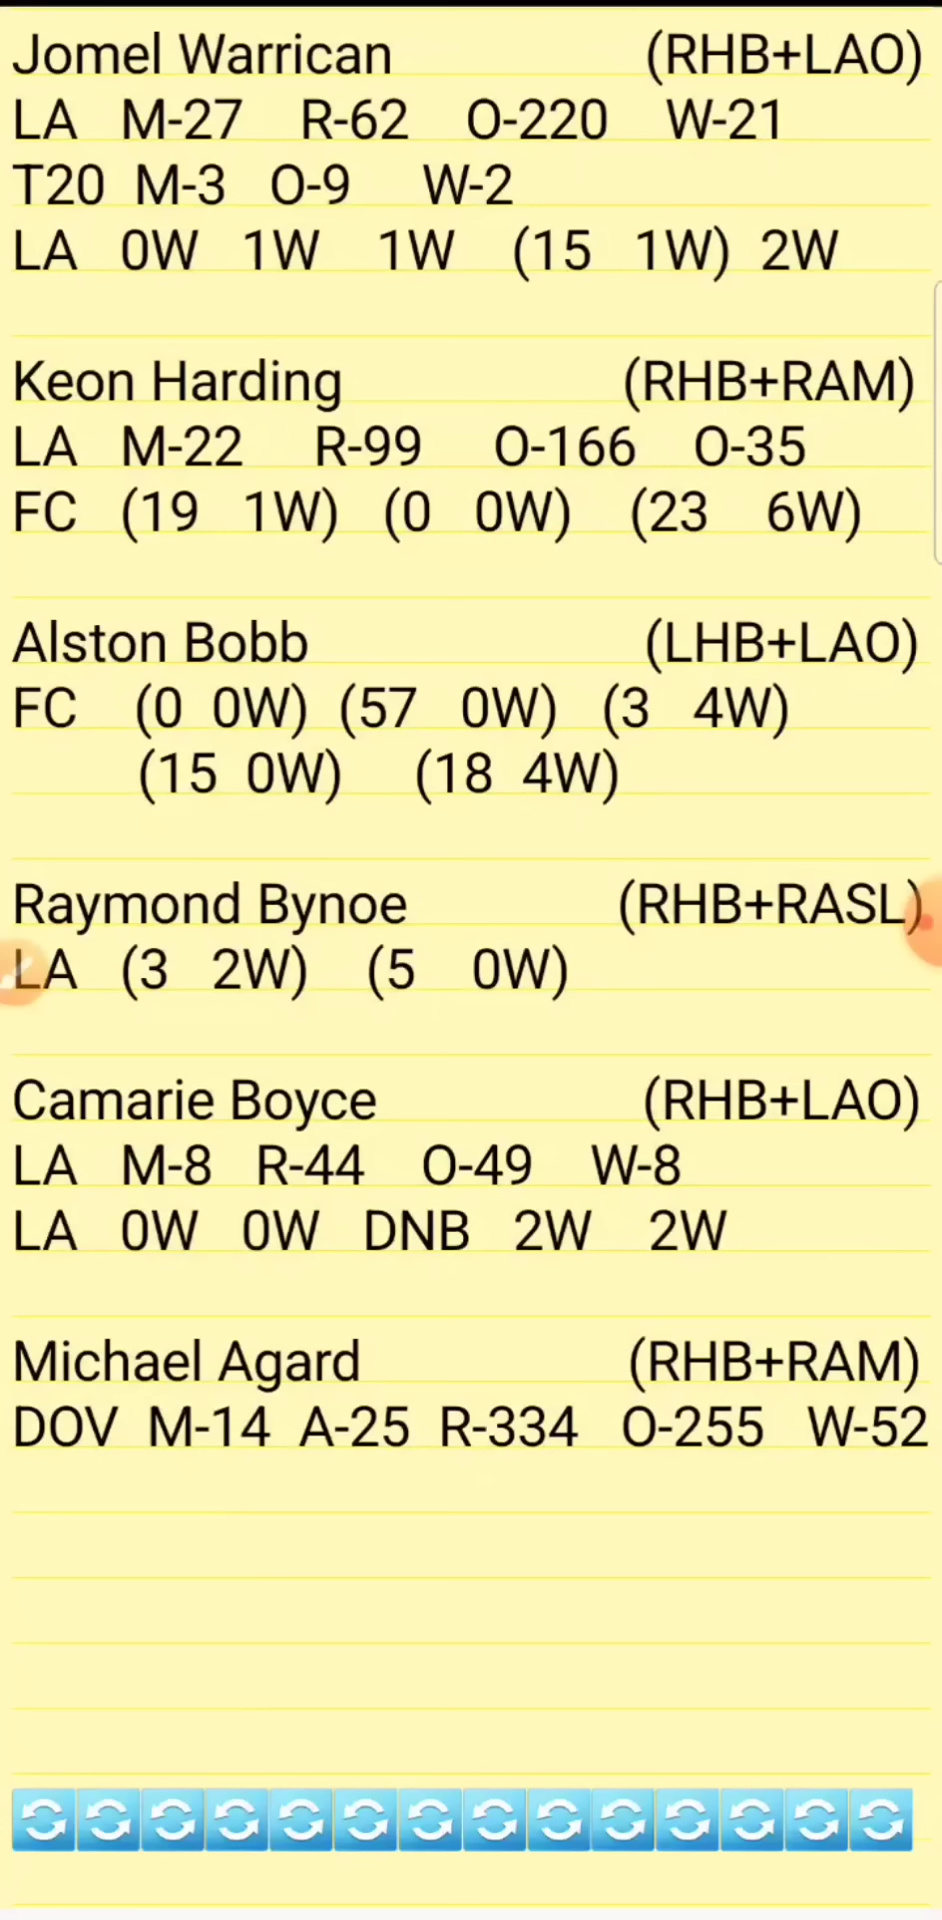 Jomel Warrican (RHB+LAO)
LA M-27 R-62 O-220 W-21
T20 M-3 O-9 W-2
LA 0W 1W 1W (15 1W) 2W
Keon Harding (RHB+RAM)
LA M-22 R-99 O-166 O-35
FC (19 1W) (0 0W) (23 6W)
Alston Bobb (LHB+LAO)
FC (0 0W) (57 0W) (3 4W)
(15 0W) (18 4W)
Raymond Bynoe (RHB+RASL)
LA (3 2W) (5 0W)
Camarie Boyce (RHB+LAO)
LA M-8 R-44 O-49 W-8
LA 0W 0W DNB 2W 2W
Michael Agard (RHB+RAM)
DOV M-14 A-25 R-334 O-255 W-52